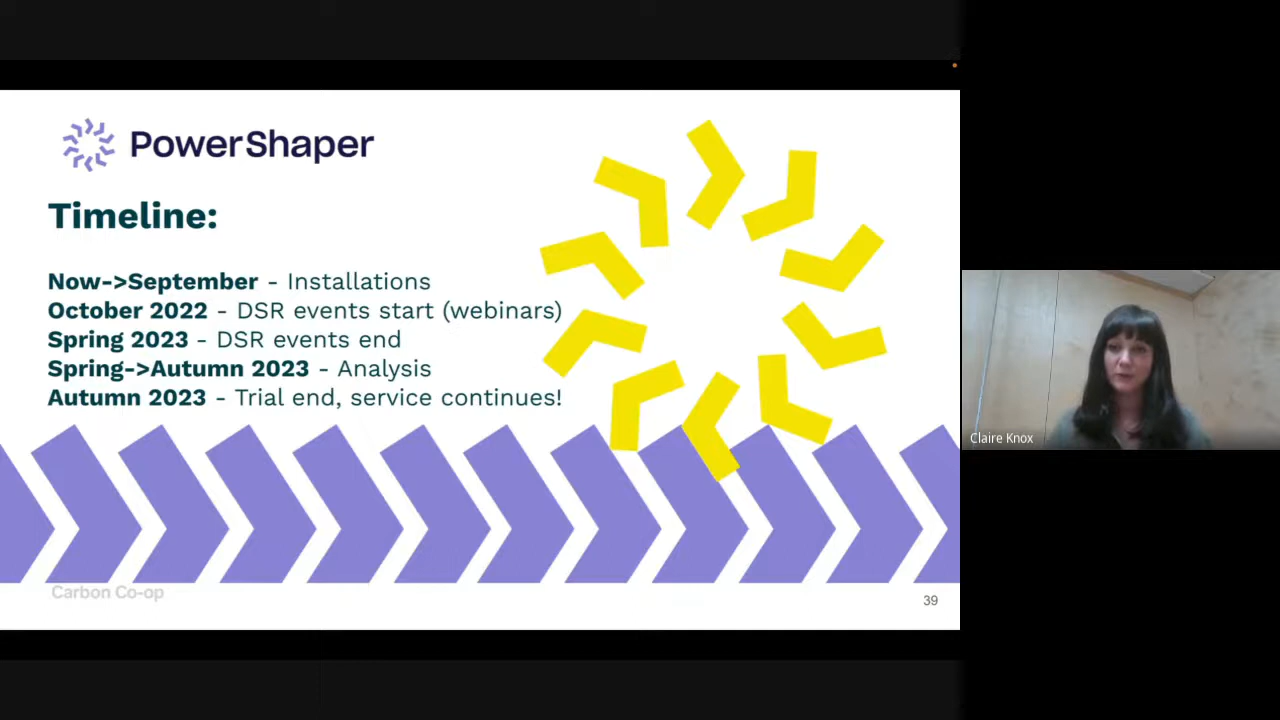 PowerShaper
Timeline:
Now->September - Installations
October 2022 - DSR events start (webinars)
Spring 2023 - DSR events end
Spring->Autumn 2023 - Analysis
Autumn 2023 - Trial end, service continues!
Carbon Co-op
39
Claire Knox